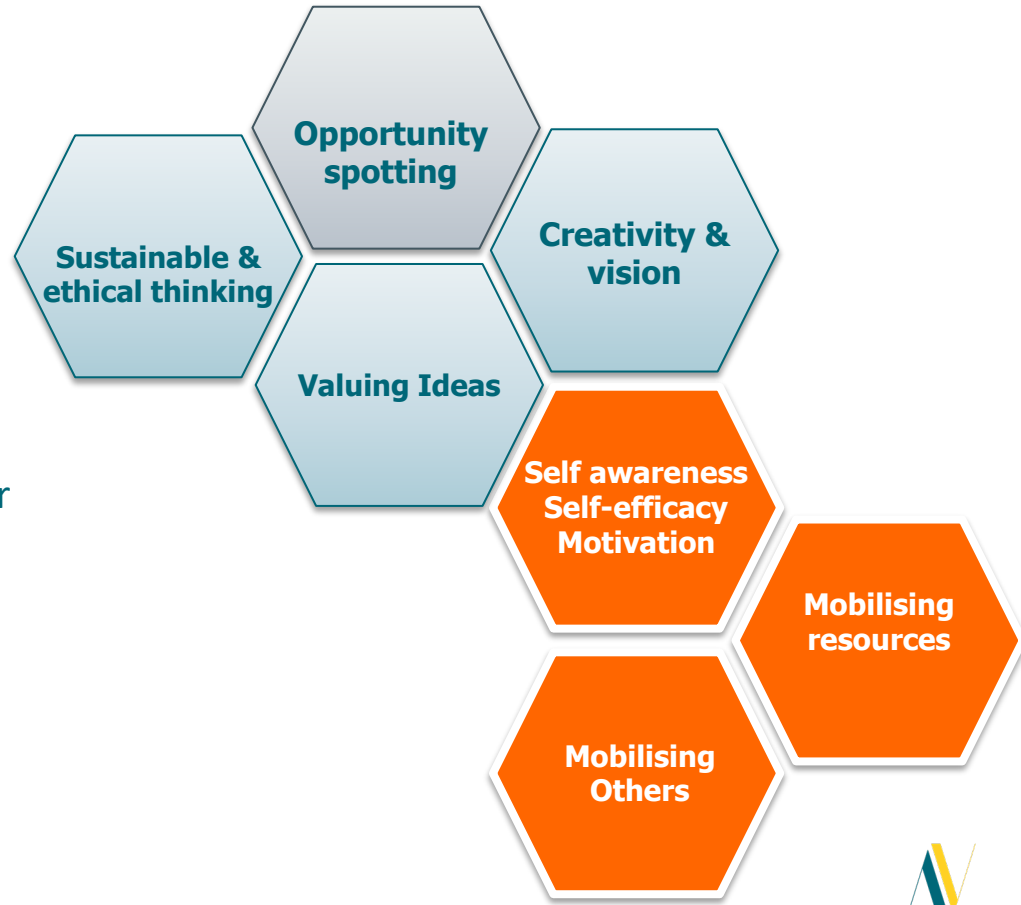 Opportunity
spotting
Sustainable &
ethical thinking
Creativity &
vision
Valuing Ideas
r
Self awareness
Self-efficacy
Motivation
Mobilising
resources
Mobilising
Others